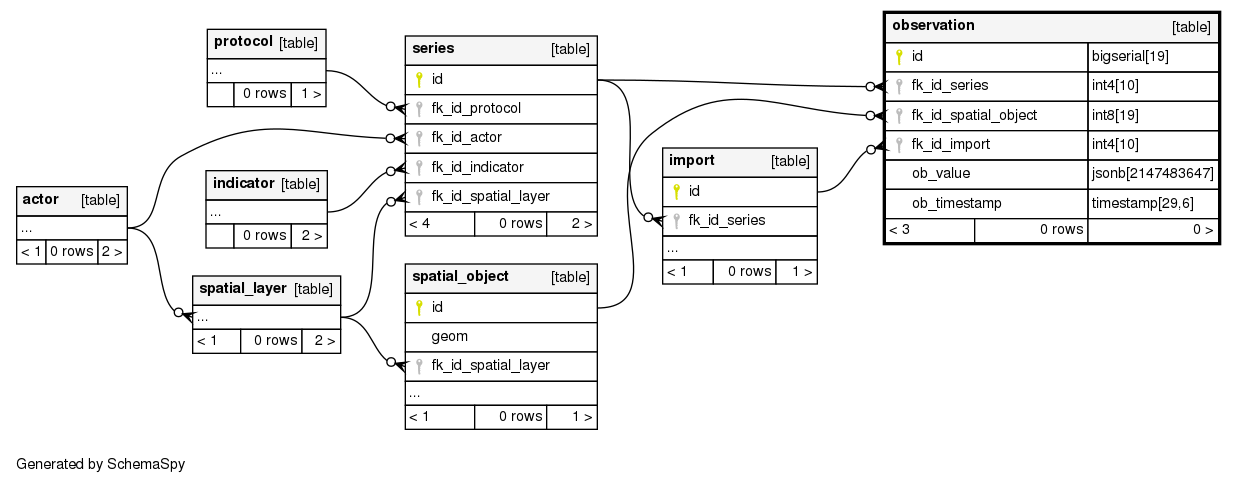 protocol [table]
...
0 rows 1 >
series [table]
id
fk_id_protocol
fk_id_actor
fk_id_indicator
fk_id_spatial_layer
< 4 0 rows 2 >
observation [table]
id bigserial[19]
fk_id_series int4[10]
fk_id_spatial_object int8[19]
fk_id_import int4[10]
ob_value jsonb[2147483647]
ob_timestamp timestamp[29,6]
< 3 0 rows 0 >
import [table]
id
fk_id_series
...
< 1 0 rows 1 >
indicator [table]
...
0 rows 2 >
actor [table]
...
< 1 0 rows 2 >
spatial_layer [table]
...
< 1 0 rows 2 >
spatial_object [table]
id
geom
fk_id_spatial_layer
...
< 1 0 rows 1 >
Generated by SchemaSpy